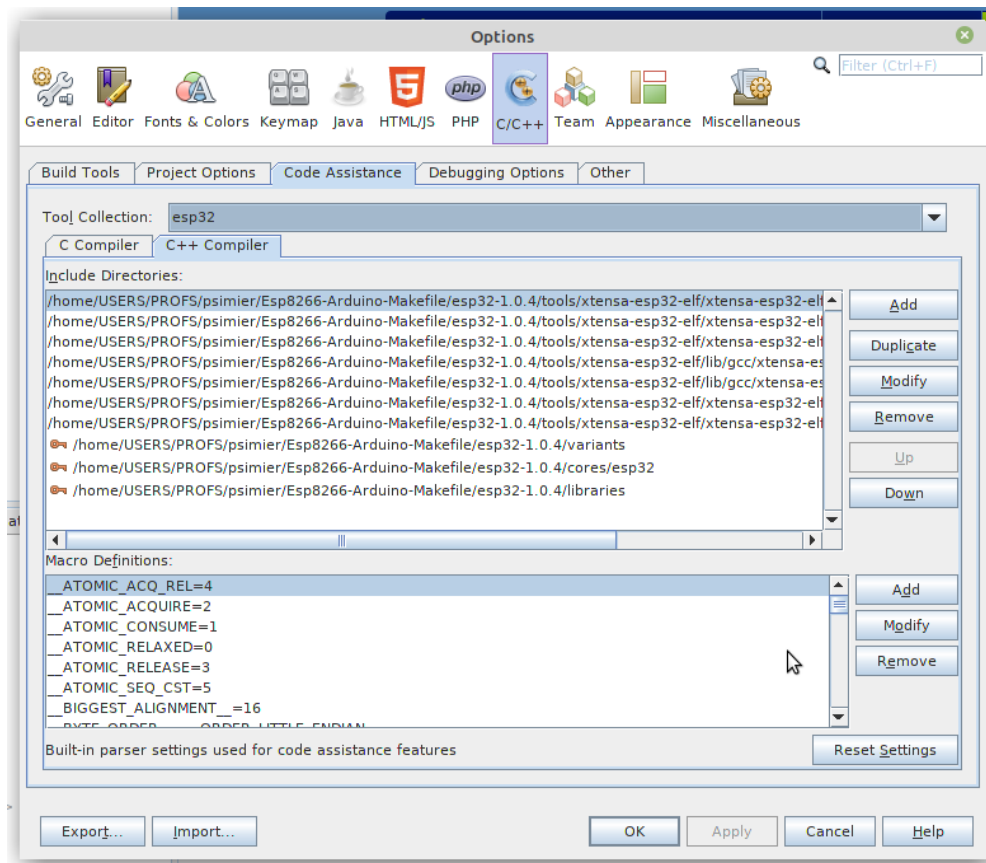 Options
Filter (Ctrl+F)
General Editor Fonts & Colors Keymap Java HTML/JS PHP C/C++ Team Appearance Miscellaneous
Build Tools Project Options Code Assistance Debugging Options Other
Tool Collection: esp32
C Compiler C++ Compiler
Include Directories:
/home/USERS/PROFS/psimier/Esp8266-Arduino-Makefile/esp32-1.0.4/tools/xtensa-esp32-elf/xtensa-esp32-elf
/home/USERS/PROFS/psimier/Esp8266-Arduino-Makefile/esp32-1.0.4/tools/xtensa-esp32-elf/xtensa-esp32-elf
/home/USERS/PROFS/psimier/Esp8266-Arduino-Makefile/esp32-1.0.4/tools/xtensa-esp32-elf/xtensa-esp32-elf
/home/USERS/PROFS/psimier/Esp8266-Arduino-Makefile/esp32-1.0.4/tools/xtensa-esp32-elf/lib/gcc/xtensa-es
/home/USERS/PROFS/psimier/Esp8266-Arduino-Makefile/esp32-1.0.4/tools/xtensa-esp32-elf/lib/gcc/xtensa-es
/home/USERS/PROFS/psimier/Esp8266-Arduino-Makefile/esp32-1.0.4/tools/xtensa-esp32-elf/xtensa-esp32-elf
/home/USERS/PROFS/psimier/Esp8266-Arduino-Makefile/esp32-1.0.4/tools/xtensa-esp32-elf/xtensa-esp32-elf
/home/USERS/PROFS/psimier/Esp8266-Arduino-Makefile/esp32-1.0.4/variants
/home/USERS/PROFS/psimier/Esp8266-Arduino-Makefile/esp32-1.0.4/cores/esp32
/home/USERS/PROFS/psimier/Esp8266-Arduino-Makefile/esp32-1.0.4/libraries
Add
Duplicate
Modify
Remove
Up
Down
Macro Definitions:
__ATOMIC_ACQ_REL=4
__ATOMIC_ACQUIRE=2
__ATOMIC_CONSUME=1
__ATOMIC_RELAXED=0
__ATOMIC_RELEASE=3
__ATOMIC_SEQ_CST=5
__BIGGEST_ALIGNMENT__=16
Add
Modify
Remove
Built-in parser settings used for code assistance features
Reset Settings
Export... Import... OK Apply Cancel Help